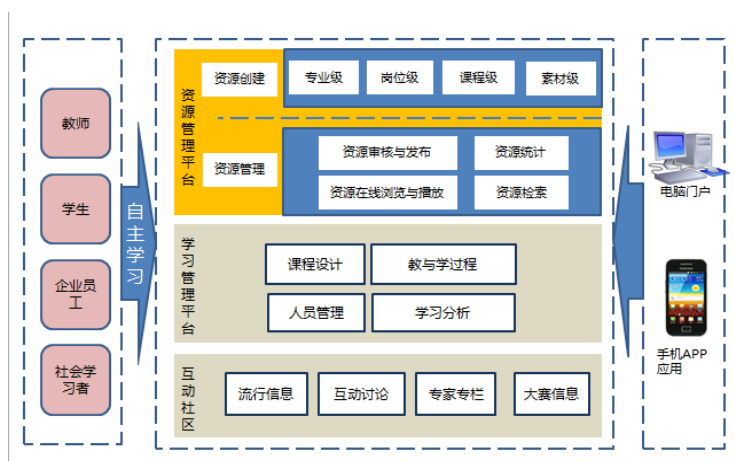 教师
学生
企业员
工
社会学
习者
自主学习
资源管理平台
资源创建
专业级
岗位级
课程级
素材级
资源管理
资源审核与发布
资源统计
资源在线浏览与播放
资源检索
学习管理平台
课程设计
教与学过程
人员管理
学习分析
互动社区
流行信息
互动讨论
专家专栏
大赛信息
电脑门户
手机APP
应用